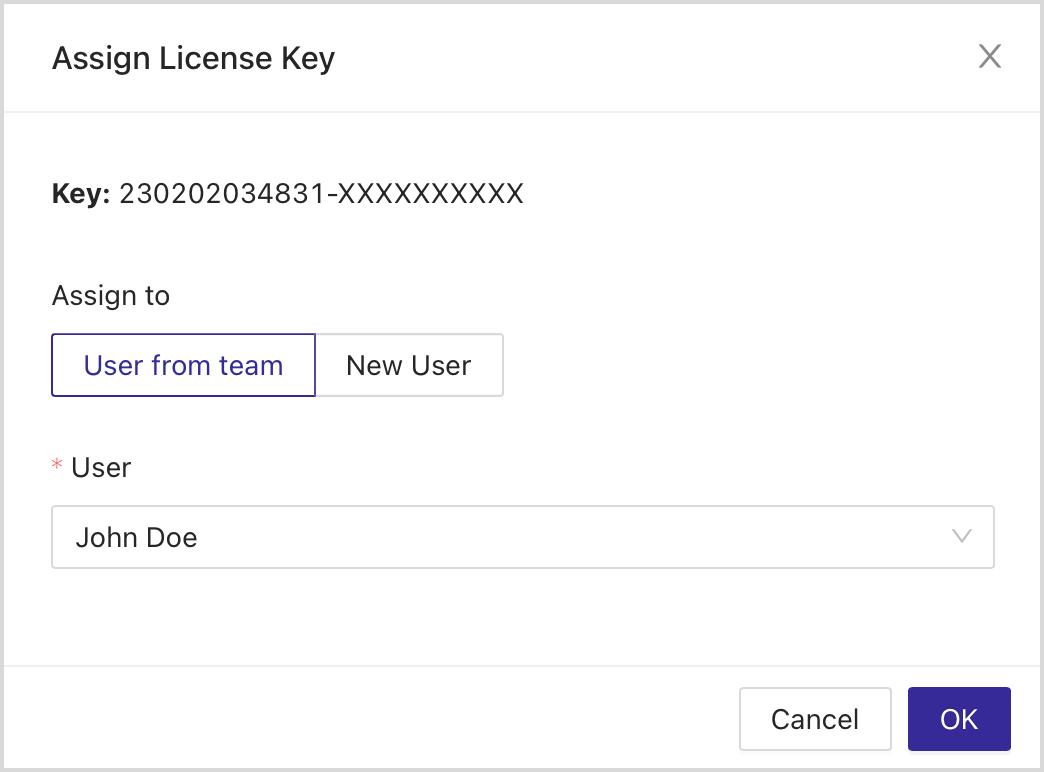 Assign License Key
Key: 230202034831-XXXXXXXXXX
Assign to
User from team New User
* User
John Doe
Cancel OK